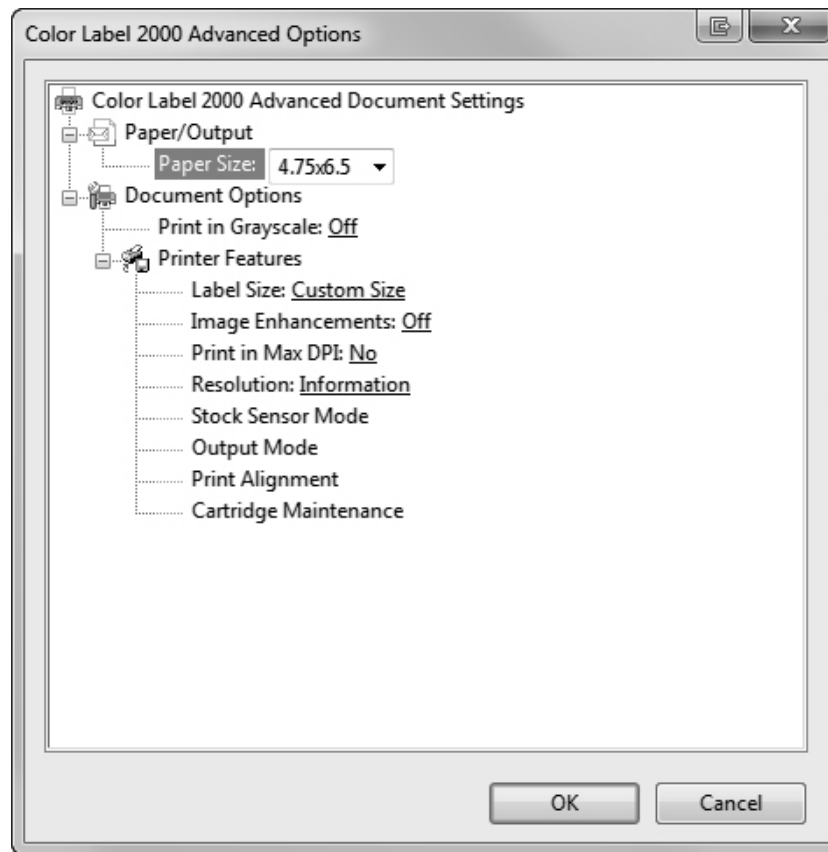 Color Label 2000 Advanced Options
Color Label 2000 Advanced Document Settings
Paper/Output
Paper Size: 4.75x6.5
Document Options
Print in Grayscale: Off
Printer Features
Label Size: Custom Size
Image Enhancements: Off
Print in Max DPI: No
Resolution: Information
Stock Sensor Mode
Output Mode
Print Alignment
Cartridge Maintenance
OK Cancel